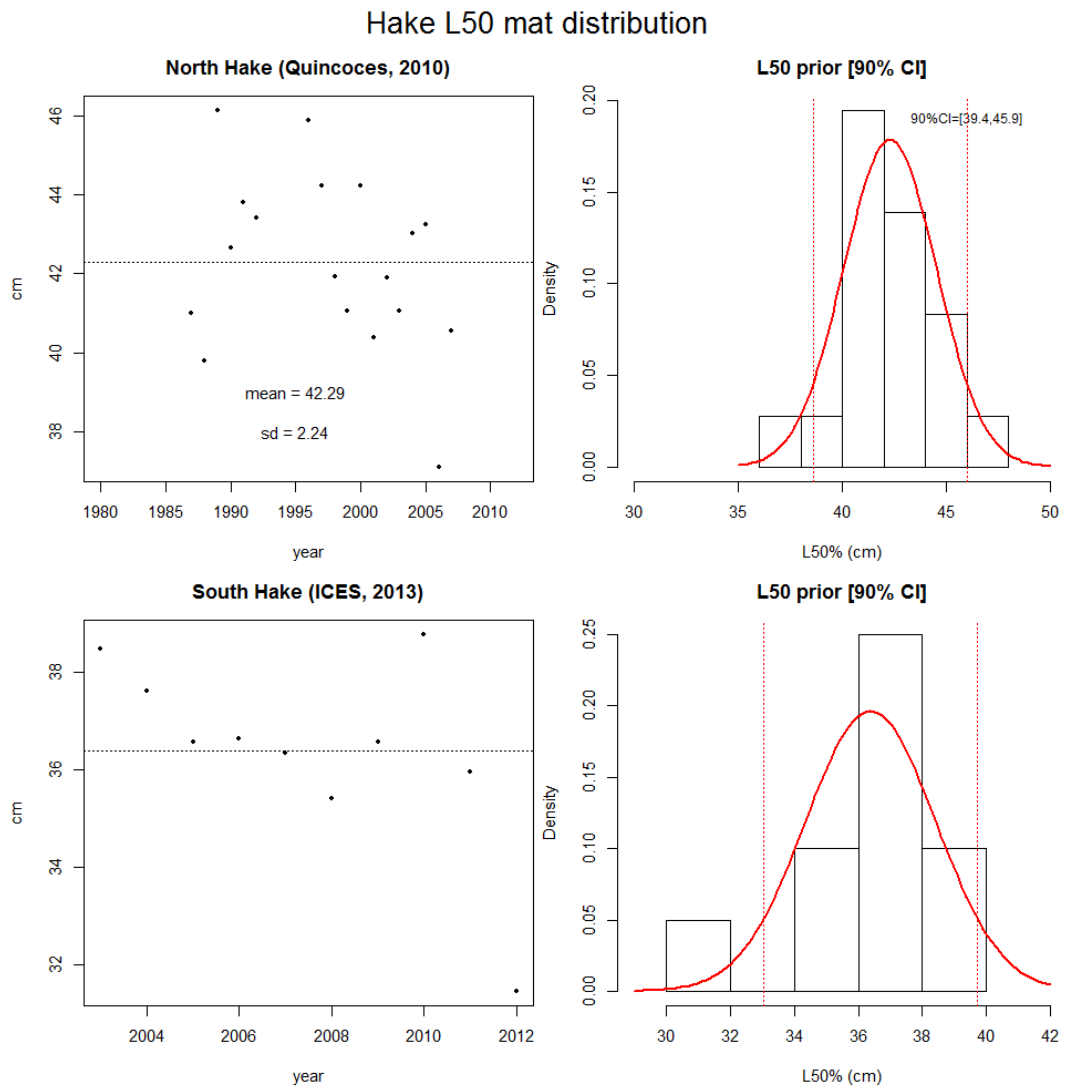 Hake L50 mat distribution
North Hake (Quincoces, 2010)
46
44
42
40
38
cm
mean = 42.29
sd = 2.24
1980 1985 1990 1995 2000 2005 2010
year
L50 prior [90% CI]
0.20
0.15
0.10
0.05
0.00
Density
90%CI=[39.4,45.9]
30 35 40 45 50
L50% (cm)
South Hake (ICES, 2013)
38
36
34
32
cm
2004 2006 2008 2010 2012
year
L50 prior [90% CI]
0.25
0.20
0.15
0.10
0.05
0.00
Density
30 32 34 36 38 40 42
L50% (cm)